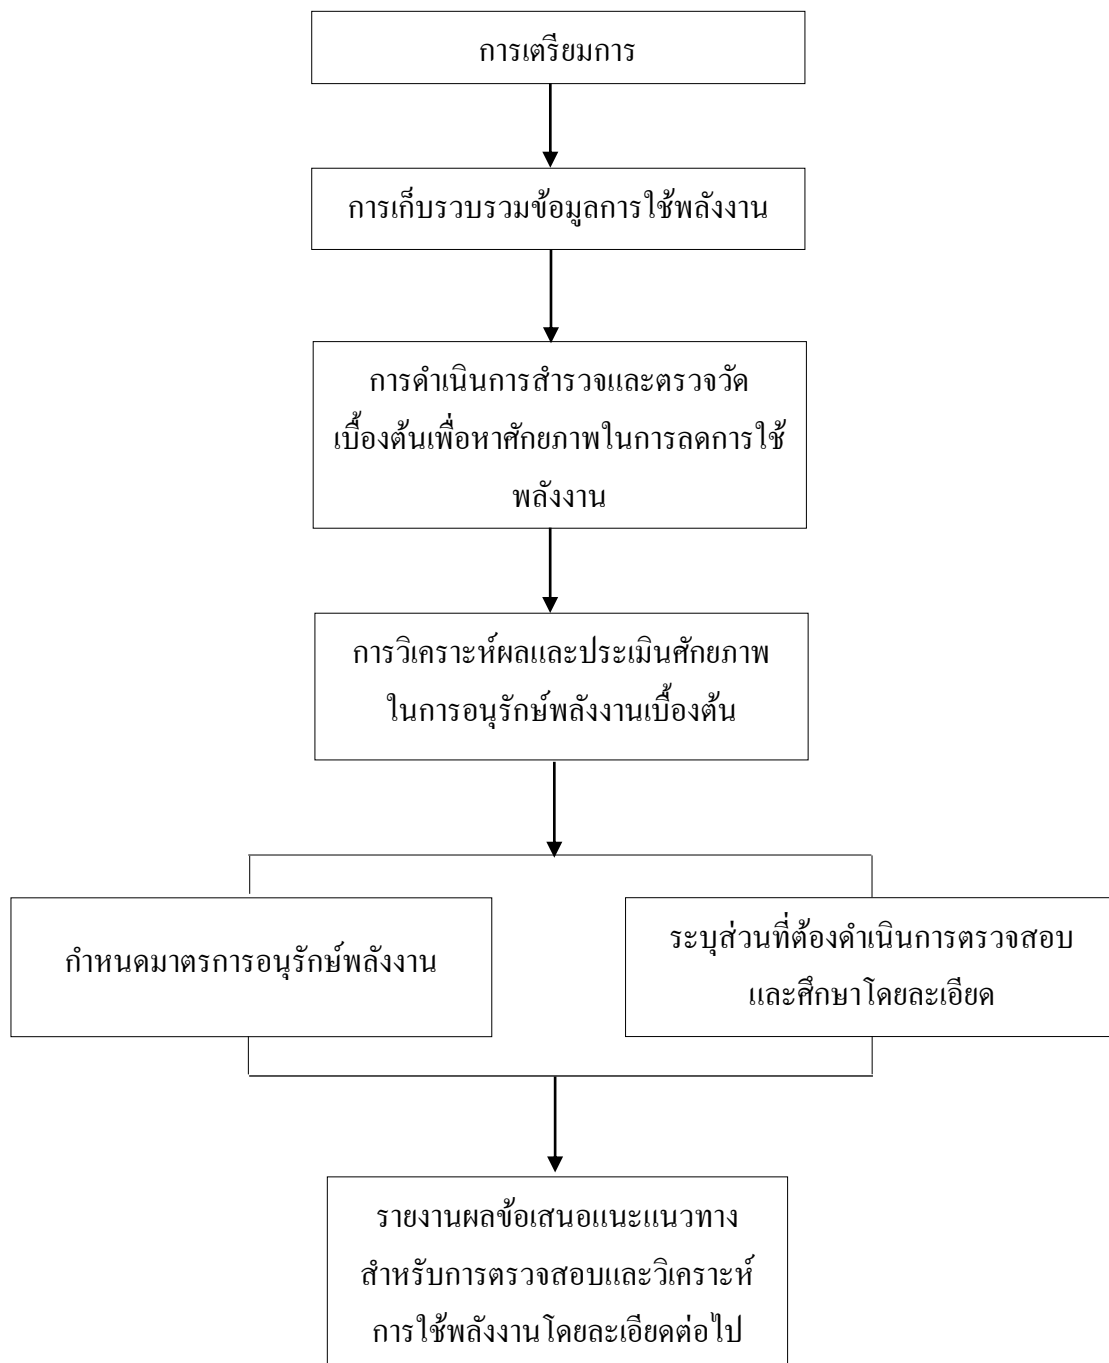 การเตรียมการ
การเก็บรวบรวมข้อมูลการใช้พลังงาน
การดำเนินการสำรวจและตรวจวัด
เบื้องต้นเพื่อหาศักยภาพในการลดการใช้
พลังงาน
การวิเคราะห์ผลและประเมินศักยภาพ
ในการอนุรักษ์พลังงานเบื้องต้น
กำหนดมาตรการอนุรักษ์พลังงาน
ระบุส่วนที่ต้องดำเนินการตรวจสอบ
และศึกษาโดยละเอียด
รายงานผลข้อเสนอแนะแนวทาง
สำหรับการตรวจสอบและวิเคราะห์
การใช้พลังงานโดยละเอียดต่อไป